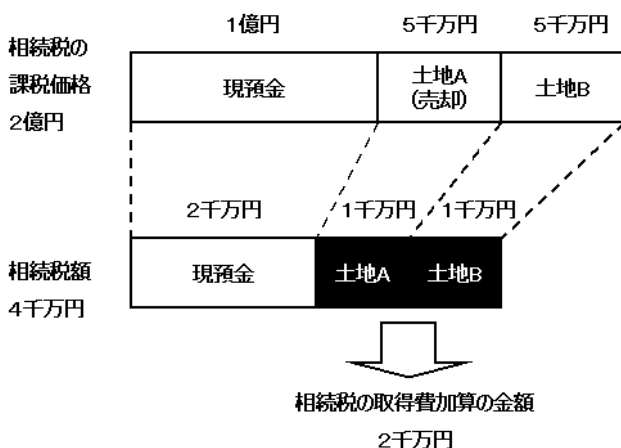 1億円 5千万円 5千万円
相続税の
課税価格
2億円
現預金
土地A
(売却)
土地B
2千万円 1千万円 1千万円
相続税額
4千万円
現預金 土地A 土地B
相続税の取得費加算の金額
2千万円